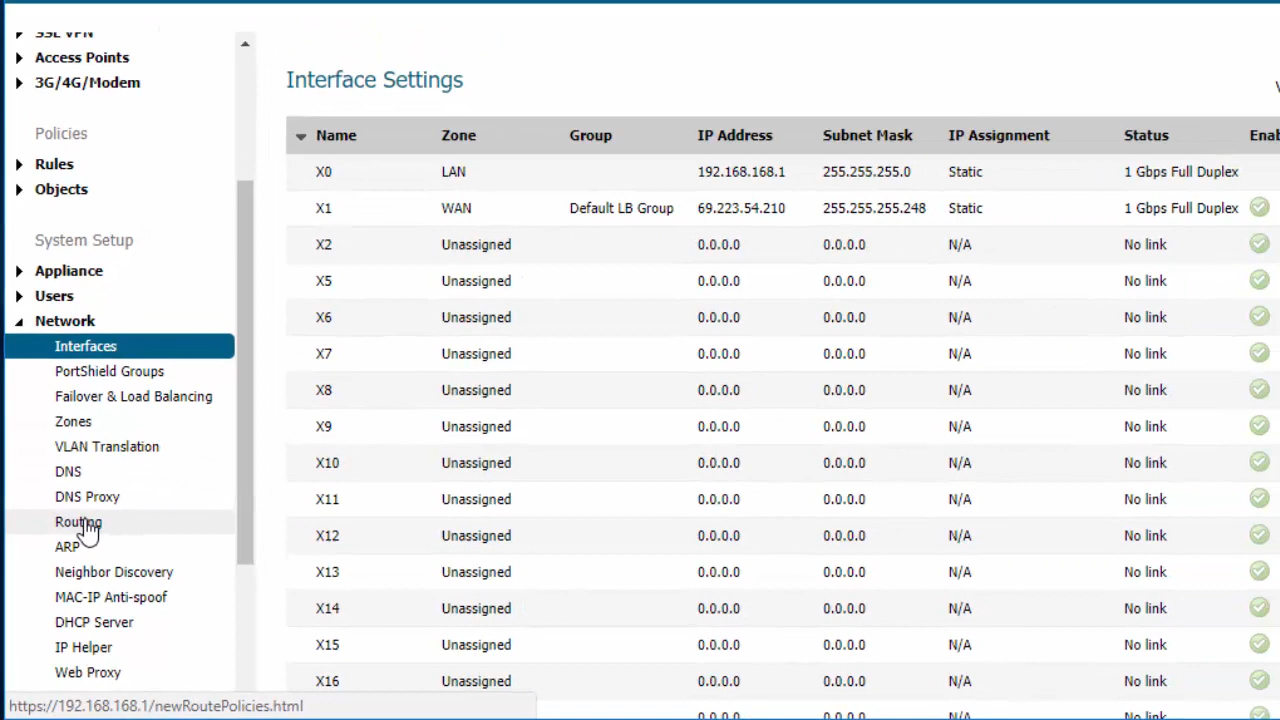 SSL VPN
Access Points
3G/4G/Modem
Policies
Rules
Objects
System Setup
Appliance
Users
Network
Interfaces
PortShield Groups
Failover & Load Balancing
Zones
VLAN Translation
DNS
DNS Proxy
Routing
ARP
Neighbor Discovery
MAC-IP Anti-spoof
DHCP Server
IP Helper
Web Proxy
https://192.168.168.1/newRoutePolicies.html
Interface Settings
Name Zone Group IP Address Subnet Mask IP Assignment Status
X0 LAN 192.168.168.1 255.255.255.0 Static 1 Gbps Full Duplex
X1 WAN Default LB Group 69.223.54.210 255.255.255.248 Static 1 Gbps Full Duplex
X2 Unassigned 0.0.0.0 0.0.0.0 N/A No link
X5 Unassigned 0.0.0.0 0.0.0.0 N/A No link
X6 Unassigned 0.0.0.0 0.0.0.0 N/A No link
X7 Unassigned 0.0.0.0 0.0.0.0 N/A No link
X8 Unassigned 0.0.0.0 0.0.0.0 N/A No link
X9 Unassigned 0.0.0.0 0.0.0.0 N/A No link
X10 Unassigned 0.0.0.0 0.0.0.0 N/A No link
X11 Unassigned 0.0.0.0 0.0.0.0 N/A No link
X12 Unassigned 0.0.0.0 0.0.0.0 N/A No link
X13 Unassigned 0.0.0.0 0.0.0.0 N/A No link
X14 Unassigned 0.0.0.0 0.0.0.0 N/A No link
X15 Unassigned 0.0.0.0 0.0.0.0 N/A No link
X16 Unassigned 0.0.0.0 0.0.0.0 N/A No link